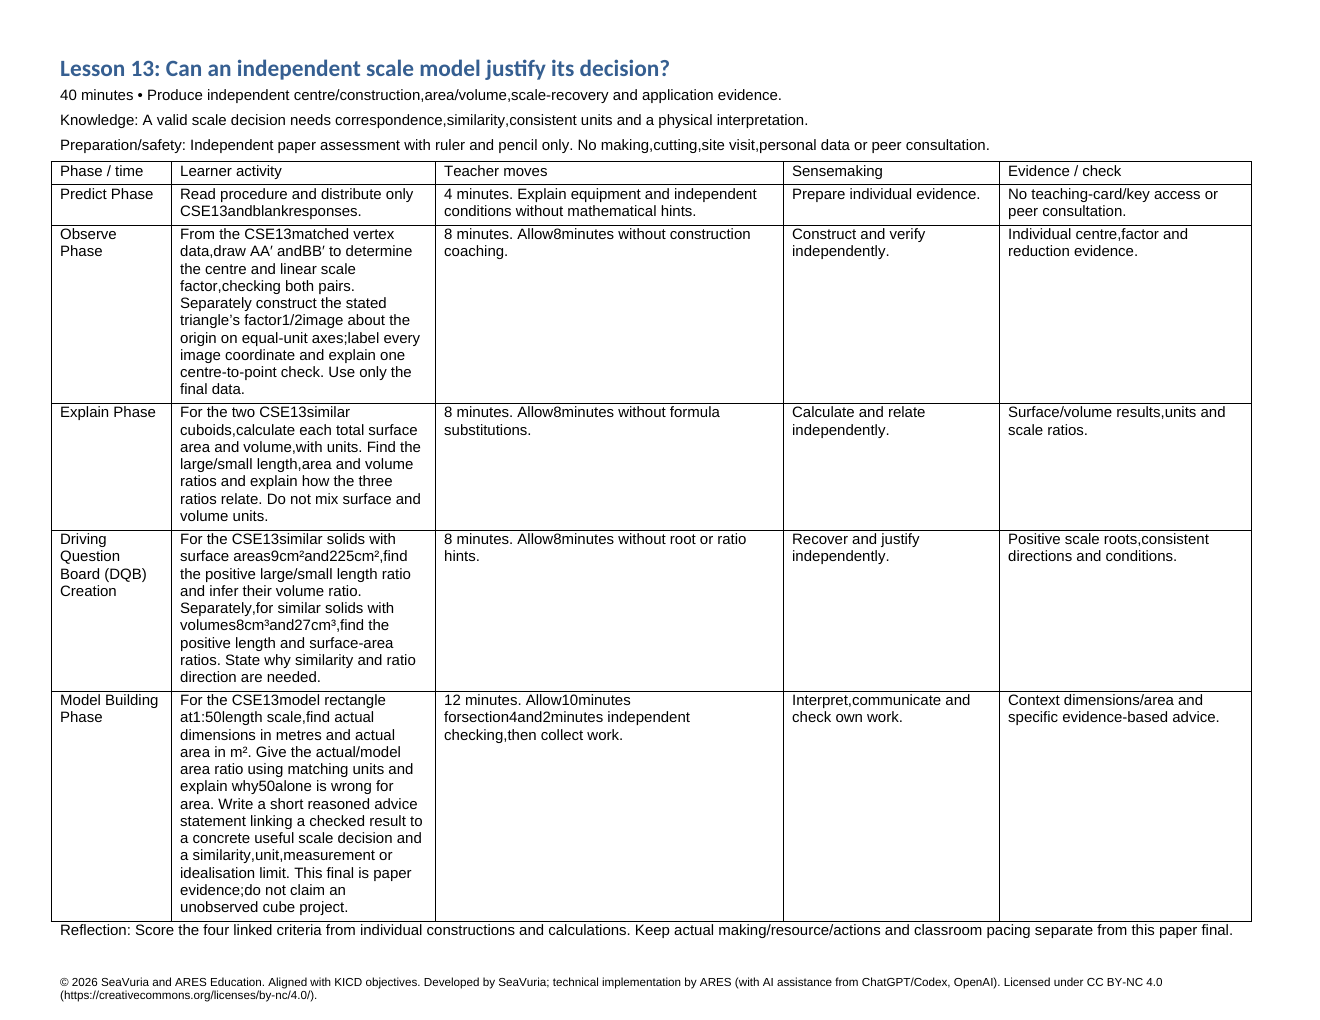 Lesson 13: Can an independent scale model justify its decision?
40 minutes • Produce independent centre/construction,area/volume,scale-recovery and application evidence.
Knowledge: A valid scale decision needs correspondence,similarity,consistent units and a physical interpretation.
Preparation/safety: Independent paper assessment with ruler and pencil only. No making,cutting,site visit,personal data or peer consultation.
Phase / time
Learner activity
Teacher moves
Sensemaking
Evidence / check
Predict Phase
Read procedure and distribute only
CSE13andblankresponses.
4 minutes. Explain equipment and independent
conditions without mathematical hints.
Prepare individual evidence.
No teaching-card/key access or
peer consultation.
Observe
Phase
From the CSE13matched vertex
data,draw AA′ andBB′ to determine
the centre and linear scale
factor,checking both pairs.
Separately construct the stated
triangle’s factor1/2image about the
origin on equal-unit axes;label every
image coordinate and explain one
centre-to-point check. Use only the
final data.
8 minutes. Allow8minutes without construction
coaching.
Construct and verify
independently.
Individual centre,factor and
reduction evidence.
Explain Phase
For the two CSE13similar
cuboids,calculate each total surface
area and volume,with units. Find the
large/small length,area and volume
ratios and explain how the three
ratios relate. Do not mix surface and
volume units.
8 minutes. Allow8minutes without formula
substitutions.
Calculate and relate
independently.
Surface/volume results,units and
scale ratios.
Driving
Question
Board (DQB)
Creation
For the CSE13similar solids with
surface areas9cm²and225cm²,find
the positive large/small length ratio
and infer their volume ratio.
Separately,for similar solids with
volumes8cm³and27cm³,find the
positive length and surface-area
ratios. State why similarity and ratio
direction are needed.
8 minutes. Allow8minutes without root or ratio
hints.
Recover and justify
independently.
Positive scale roots,consistent
directions and conditions.
Model Building
Phase
For the CSE13model rectangle
at1:50length scale,find actual
dimensions in metres and actual
area in m². Give the actual/model
area ratio using matching units and
explain why50alone is wrong for
area. Write a short reasoned advice
statement linking a checked result to
a concrete useful scale decision and
a similarity,unit,measurement or
idealisation limit. This final is paper
evidence;do not claim an
unobserved cube project.
12 minutes. Allow10minutes
forsection4and2minutes independent
checking,then collect work.
Interpret,communicate and
check own work.
Context dimensions/area and
specific evidence-based advice.
Reflection: Score the four linked criteria from individual constructions and calculations. Keep actual making/resource/actions and classroom pacing separate from this paper final.
© 2026 SeaVuria and ARES Education. Aligned with KICD objectives. Developed by SeaVuria; technical implementation by ARES (with AI assistance from ChatGPT/Codex, OpenAI). Licensed under CC BY-NC 4.0
(https://creativecommons.org/licenses/by-nc/4.0/).